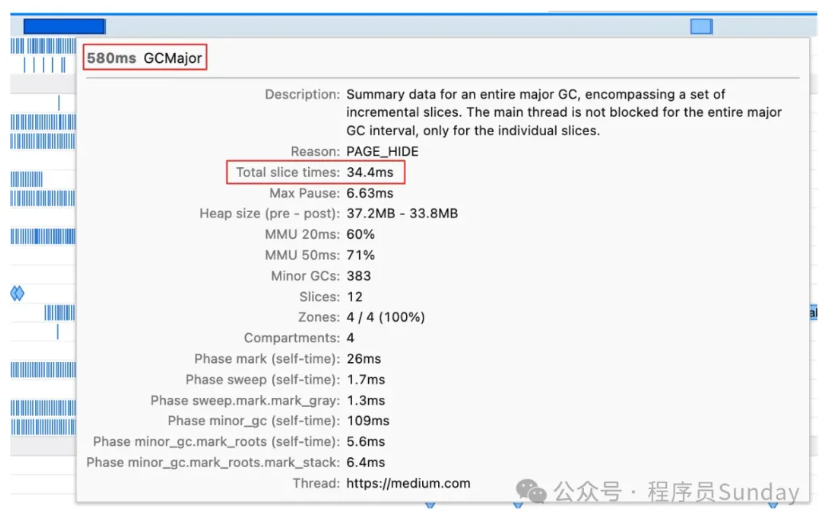 580ms GCMajor
Description: Summary data for an entire major GC, encompassing a set of
incremental slices. The main thread is not blocked for the entire major
GC interval, only for the individual slices.
Reason: PAGE_HIDE
Total slice times: 34.4ms
Max Pause: 6.63ms
Heap size (pre - post): 37.2MB - 33.8MB
MMU 20ms: 60%
MMU 50ms: 71%
Minor GCs: 383
Slices: 12
Zones: 4 / 4 (100%)
Compartments: 4
Phase mark (self-time): 26ms
Phase sweep (self-time): 1.7ms
Phase sweep.mark.mark_gray: 1.3ms
Phase minor_gc (self-time): 109ms
Phase minor_gc.mark_roots (self-time): 5.6ms
Phase minor_gc.mark_roots.mark_stack: 6.4ms
Thread: https://medium.com
公众号 · 程序员Sunday